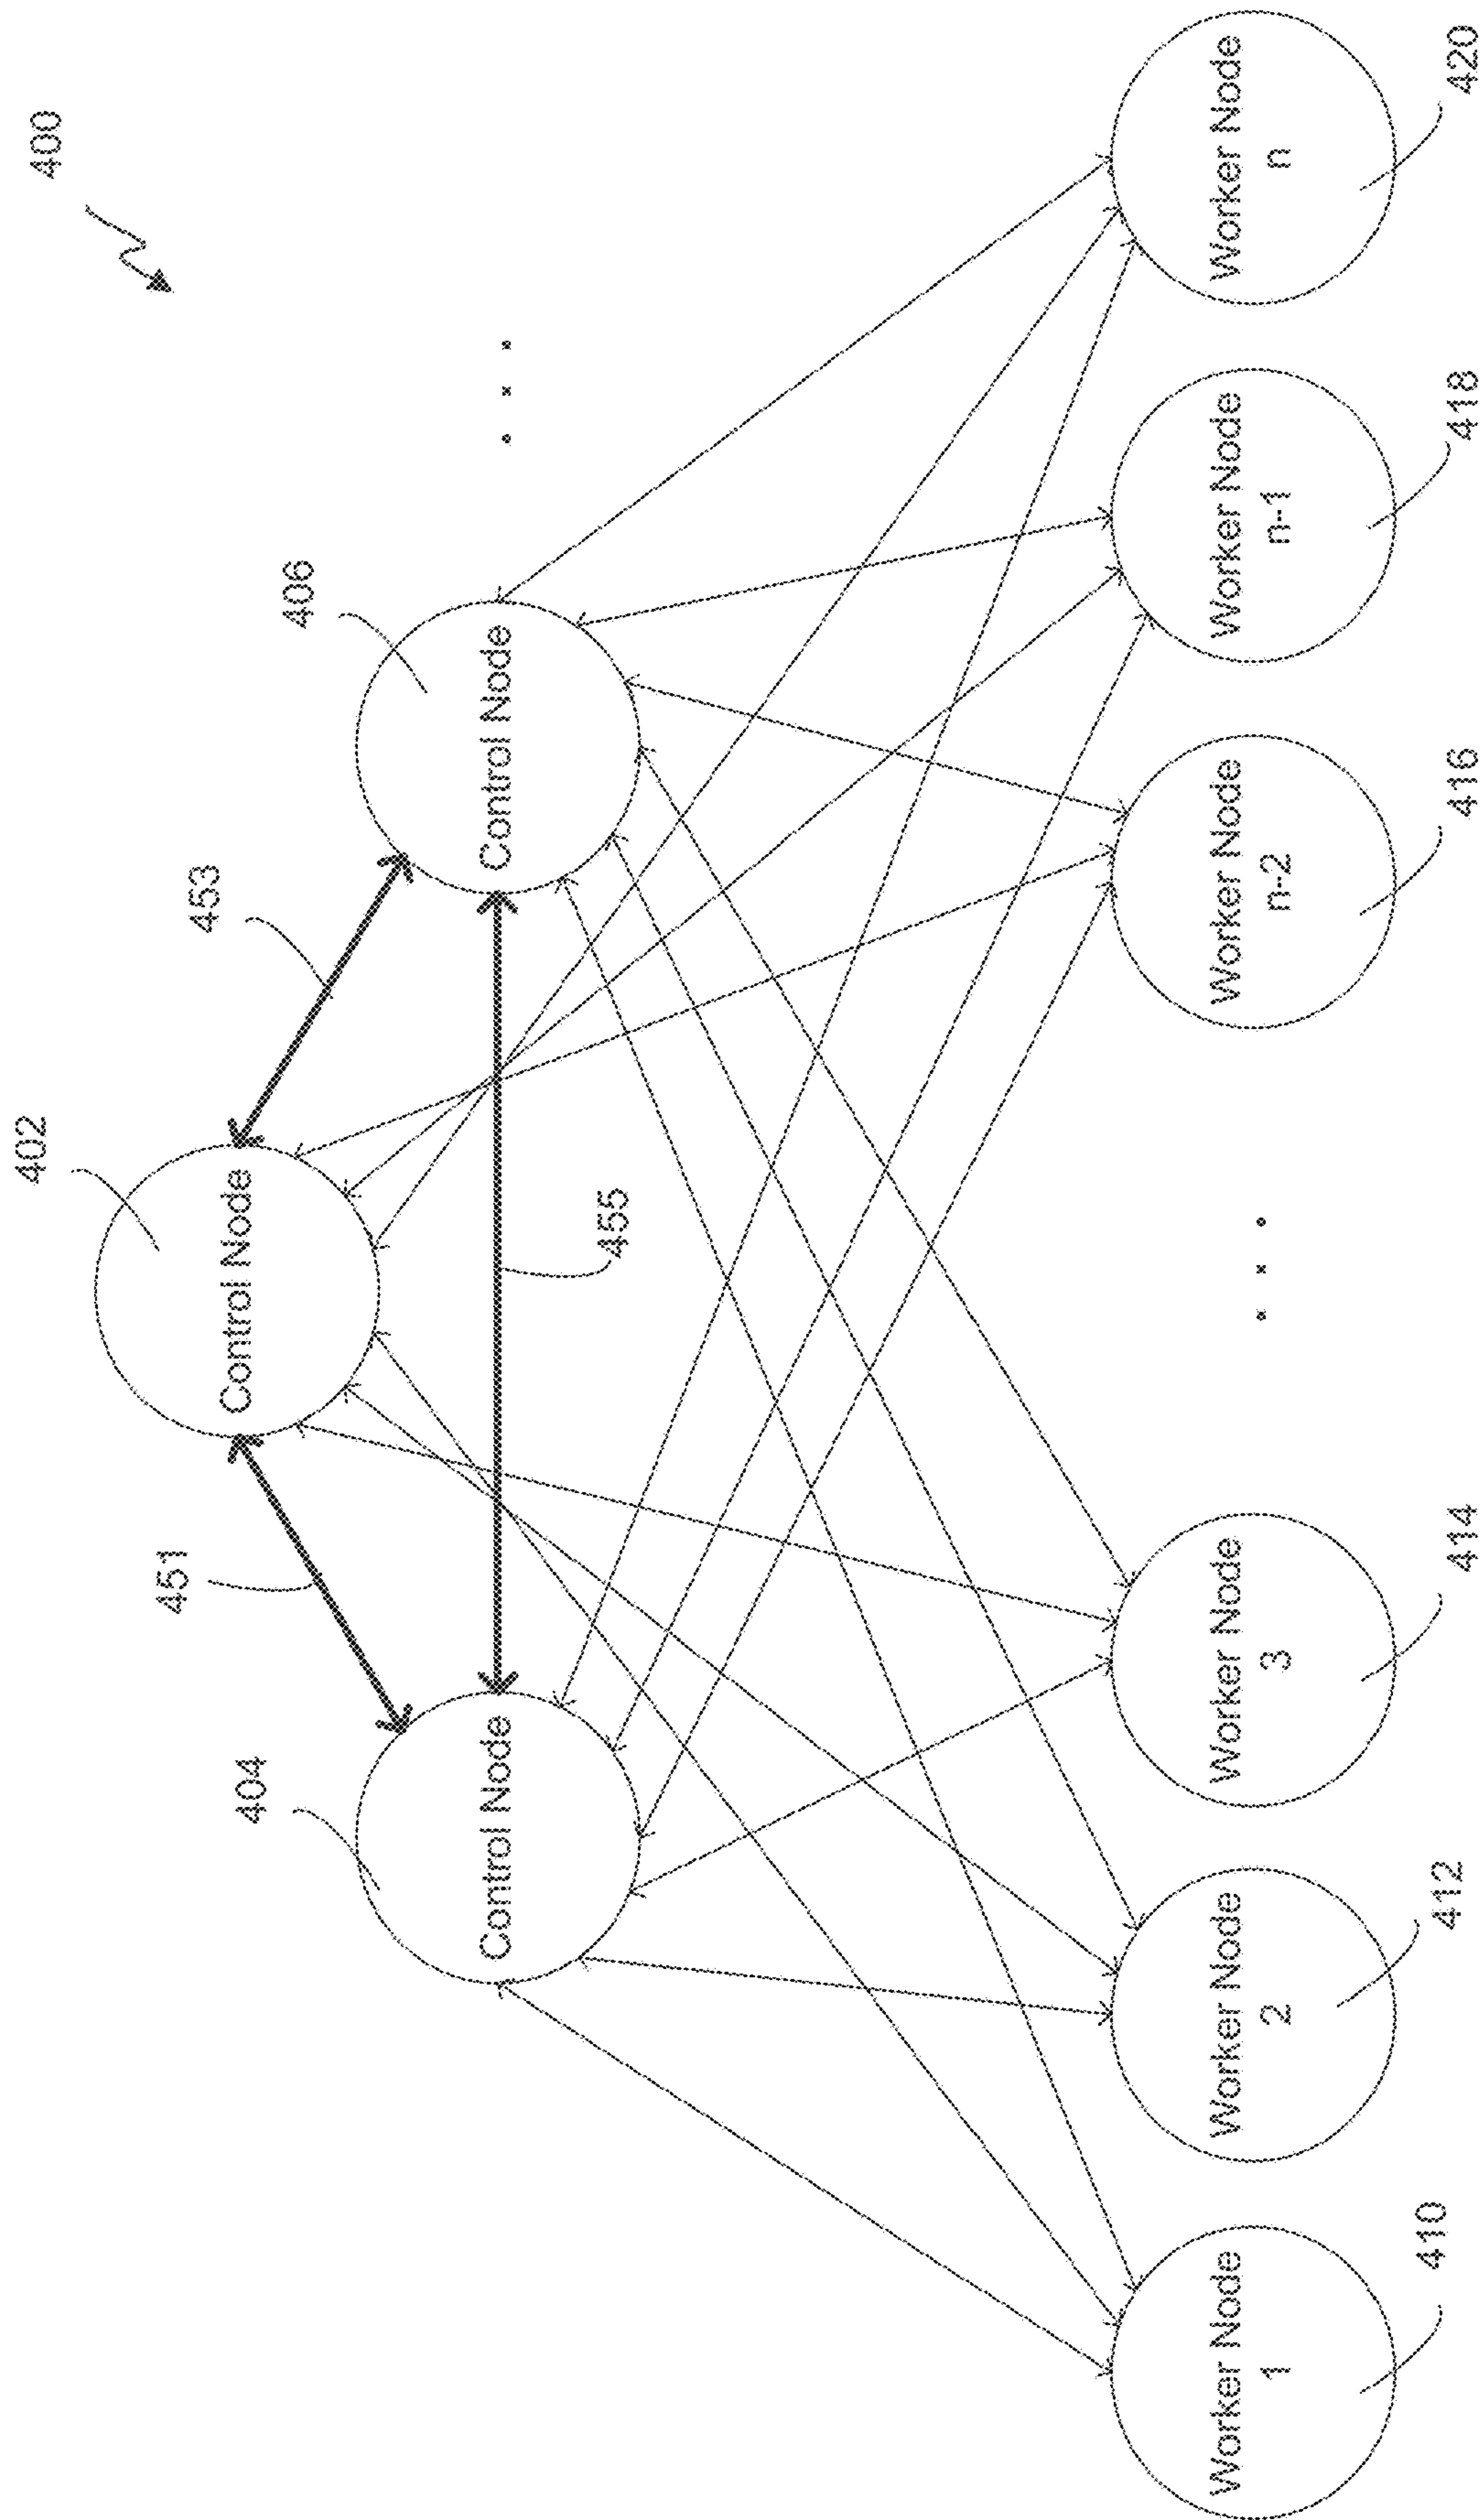 400
402
451
453
404
406
Control Node
Control Node
Control Node
455
. . .
Worker Node
1
Worker Node
2
Worker Node
3
. . .
Worker Node
n-2
Worker Node
n-1
Worker Node
n
410
412
414
416
418
420